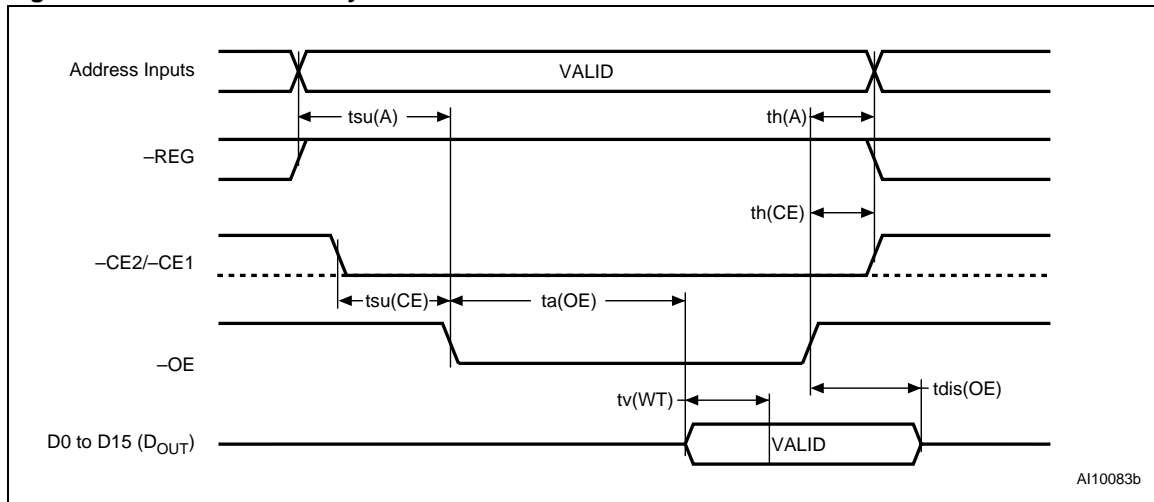 Address Inputs
VALID
tsu(A)
th(A)
–REG
th(CE)
–CE2/–CE1
tsu(CE)
ta(OE)
–OE
tv(WT)
tdis(OE)
D0 to D15 (DOUT)
VALID
AI10083b